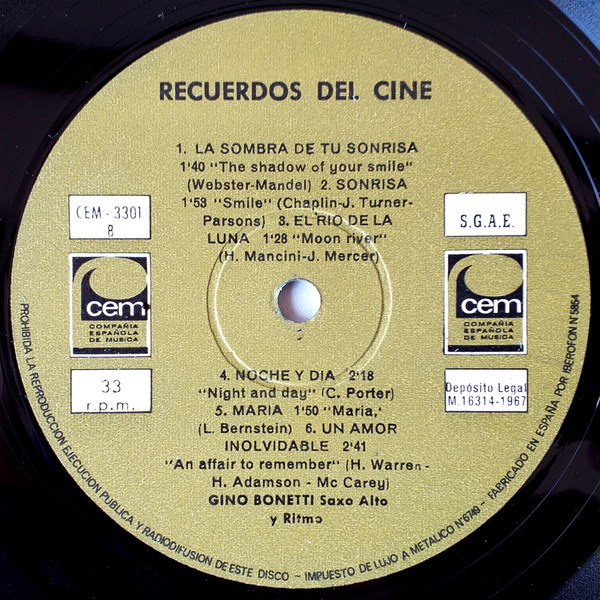 RECUERDOS DEL CINE
1. LA SOMBRA DE TU SONRISA
1'40 "The shadow of your smile"
(Webster-Mandel) 2. SONRISA
1'53 "Smile" (Chaplin-J. Turner-
Parsons) 3. EL RIO DE LA
LUNA 1'28 "Moon river"
(H. Mancini-J. Mercer)
CEM - 3301
B
S.G.A.E.
cem
COMPAÑIA
ESPAÑOLA
DE MUSICA
cem
COMPAÑIA
ESPAÑOLA
DE MUSICA
33
r.p.m.
Depósito Legal
M.16314-1967
4. NOCHE Y DIA 2'18
"Night and day" (C. Porter)
5. MARIA 1'50 "Maria,'
(L. Bernstein) 6. UN AMOR
INOLVIDABLE 2'41
"An affair to remember" (H. Warren-
H. Adamson - Mc Carey)
GINO BONETTI Saxo Alto
y Ritmo
PROHIBIDA LA REPRODUCCION EJECUCION PUBLICA Y RADIODIFUSION DE ESTE DISCO - IMPUESTO DE LUJO A METALICO Nº6749 - FABRICADO EN ESPAÑA POR IBEROFON Nº5854